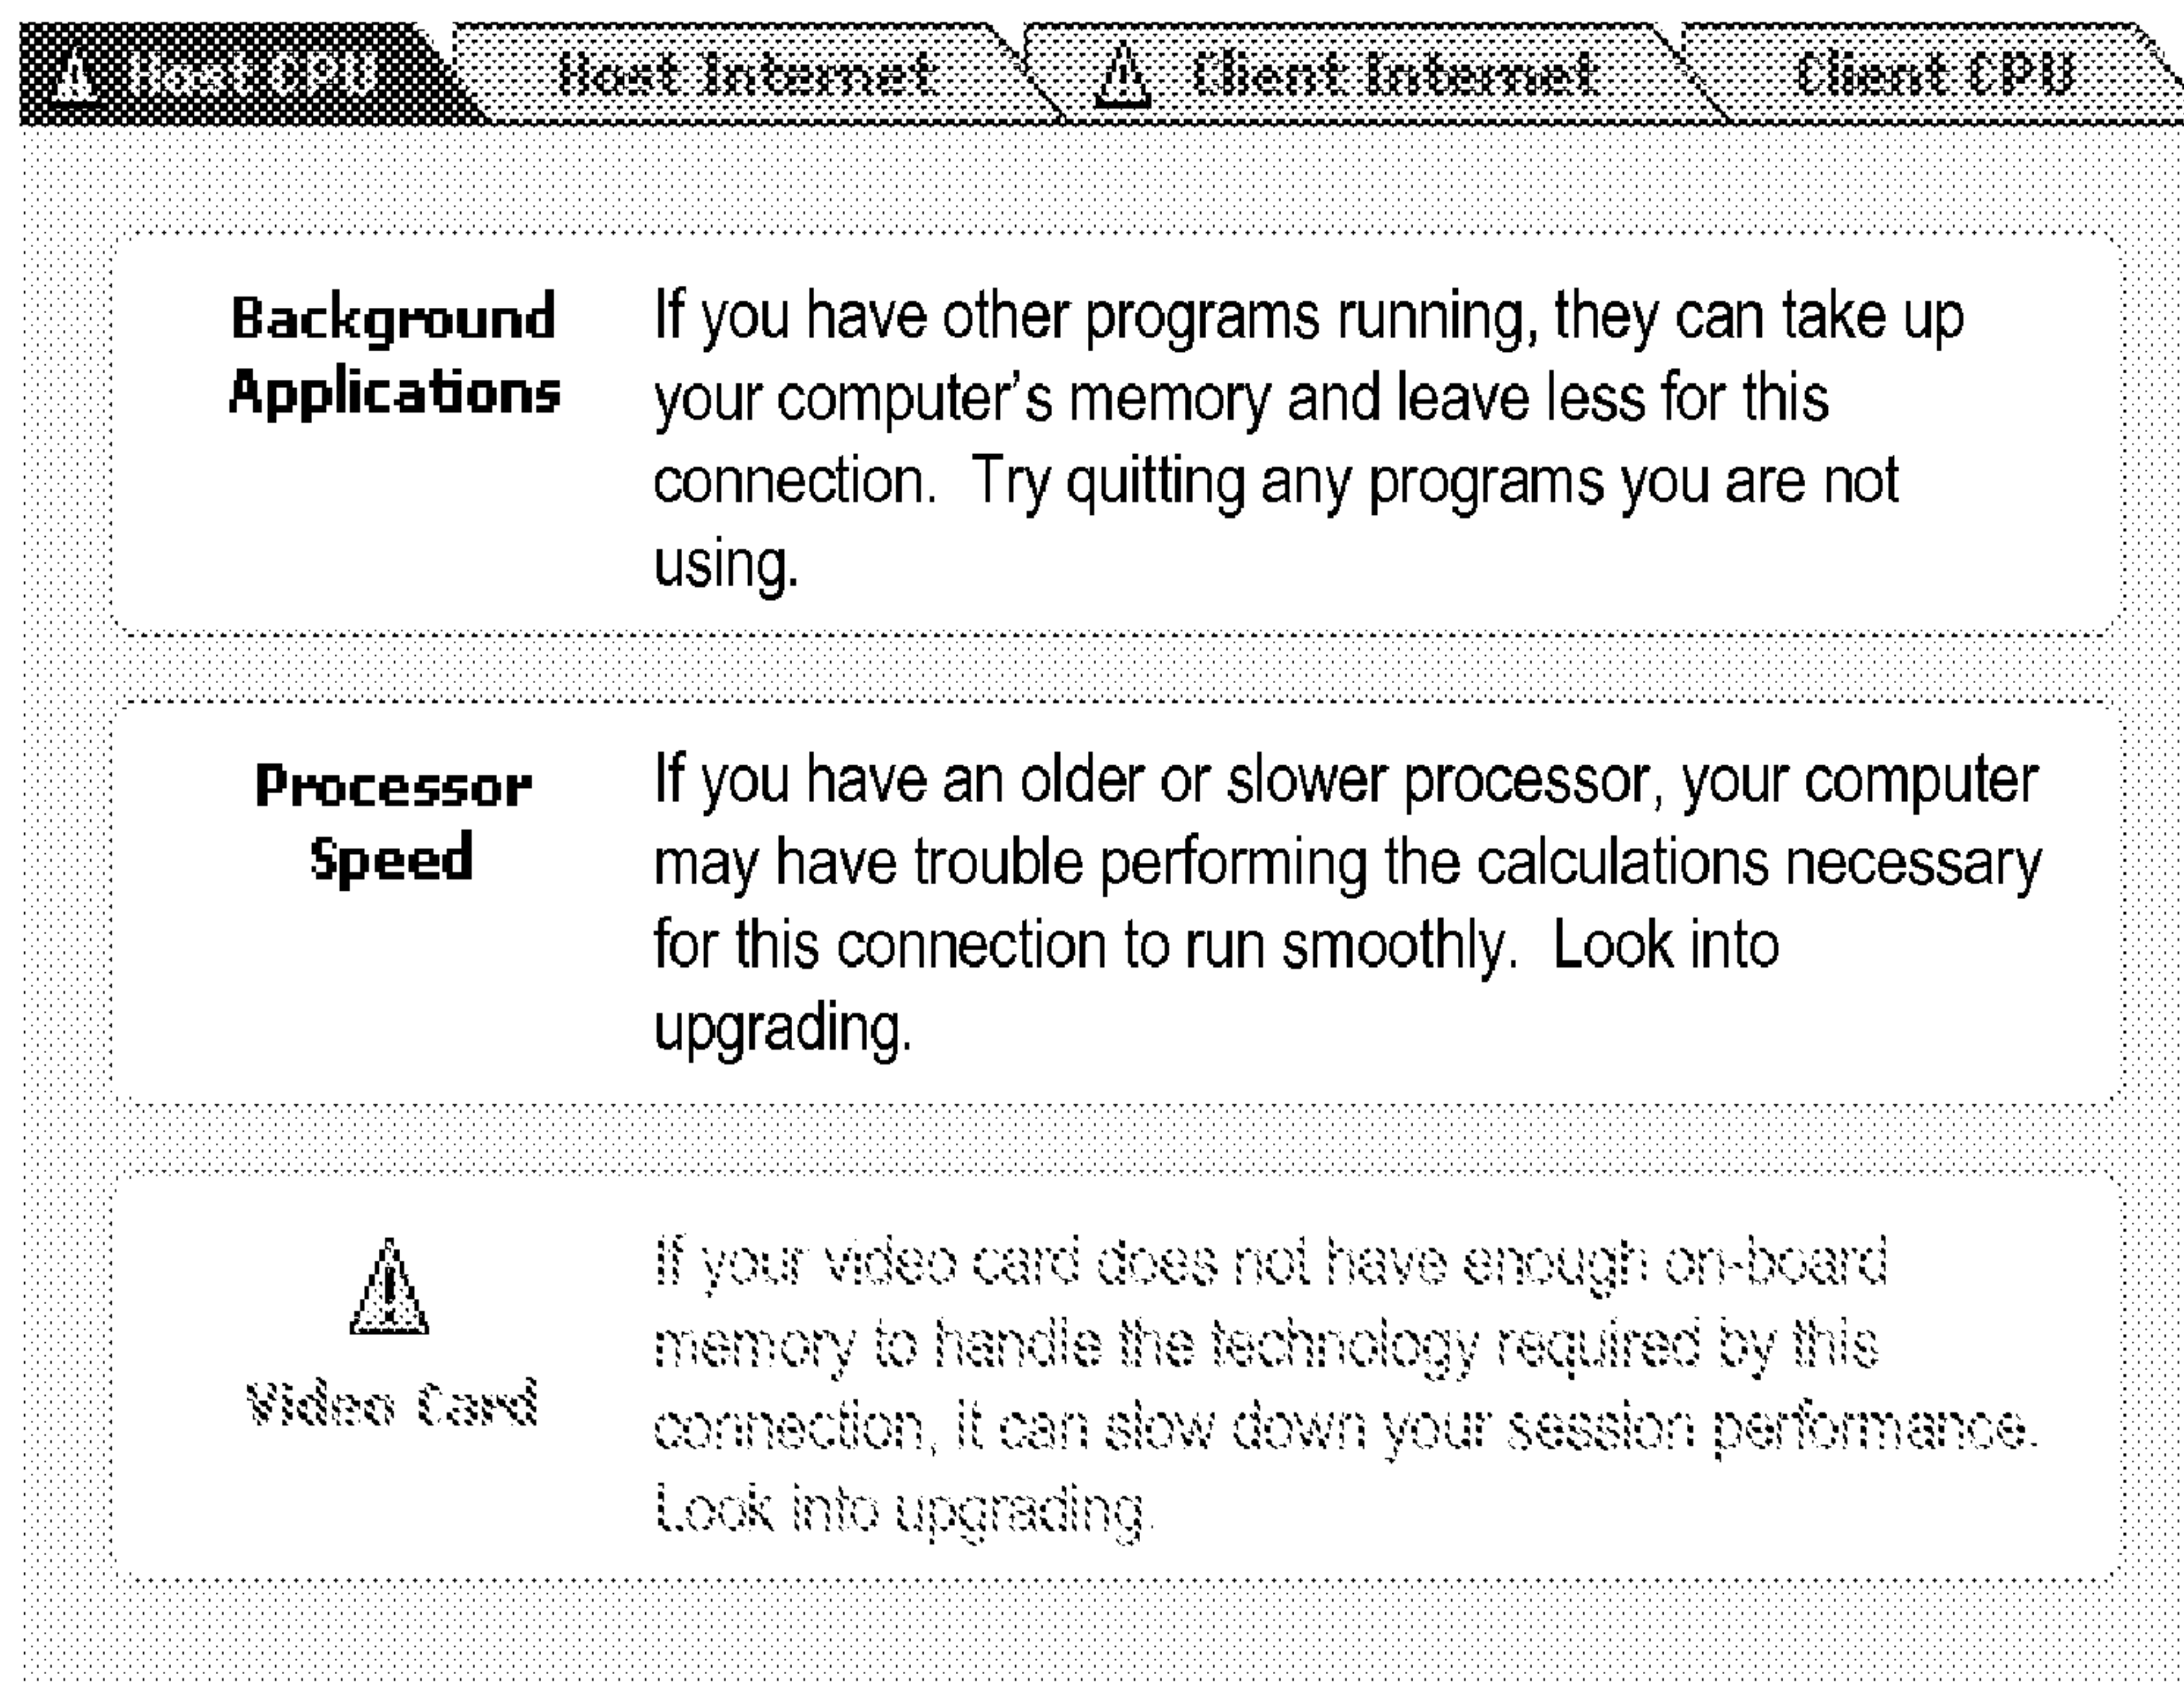 Host CPU Host Internet Client Internet Client CPU
Background
Applications
If you have other programs running, they can take up
your computer's memory and leave less for this
connection. Try quitting any programs you are not
using.
Processor
Speed
If you have an older or slower processor, your computer
may have trouble performing the calculations necessary
for this connection to run smoothly. Look into
upgrading.
Video Card
If your video card does not have enough on-board
memory to handle the technology required by this
connection, it can slow down your session performance.
Look into upgrading.